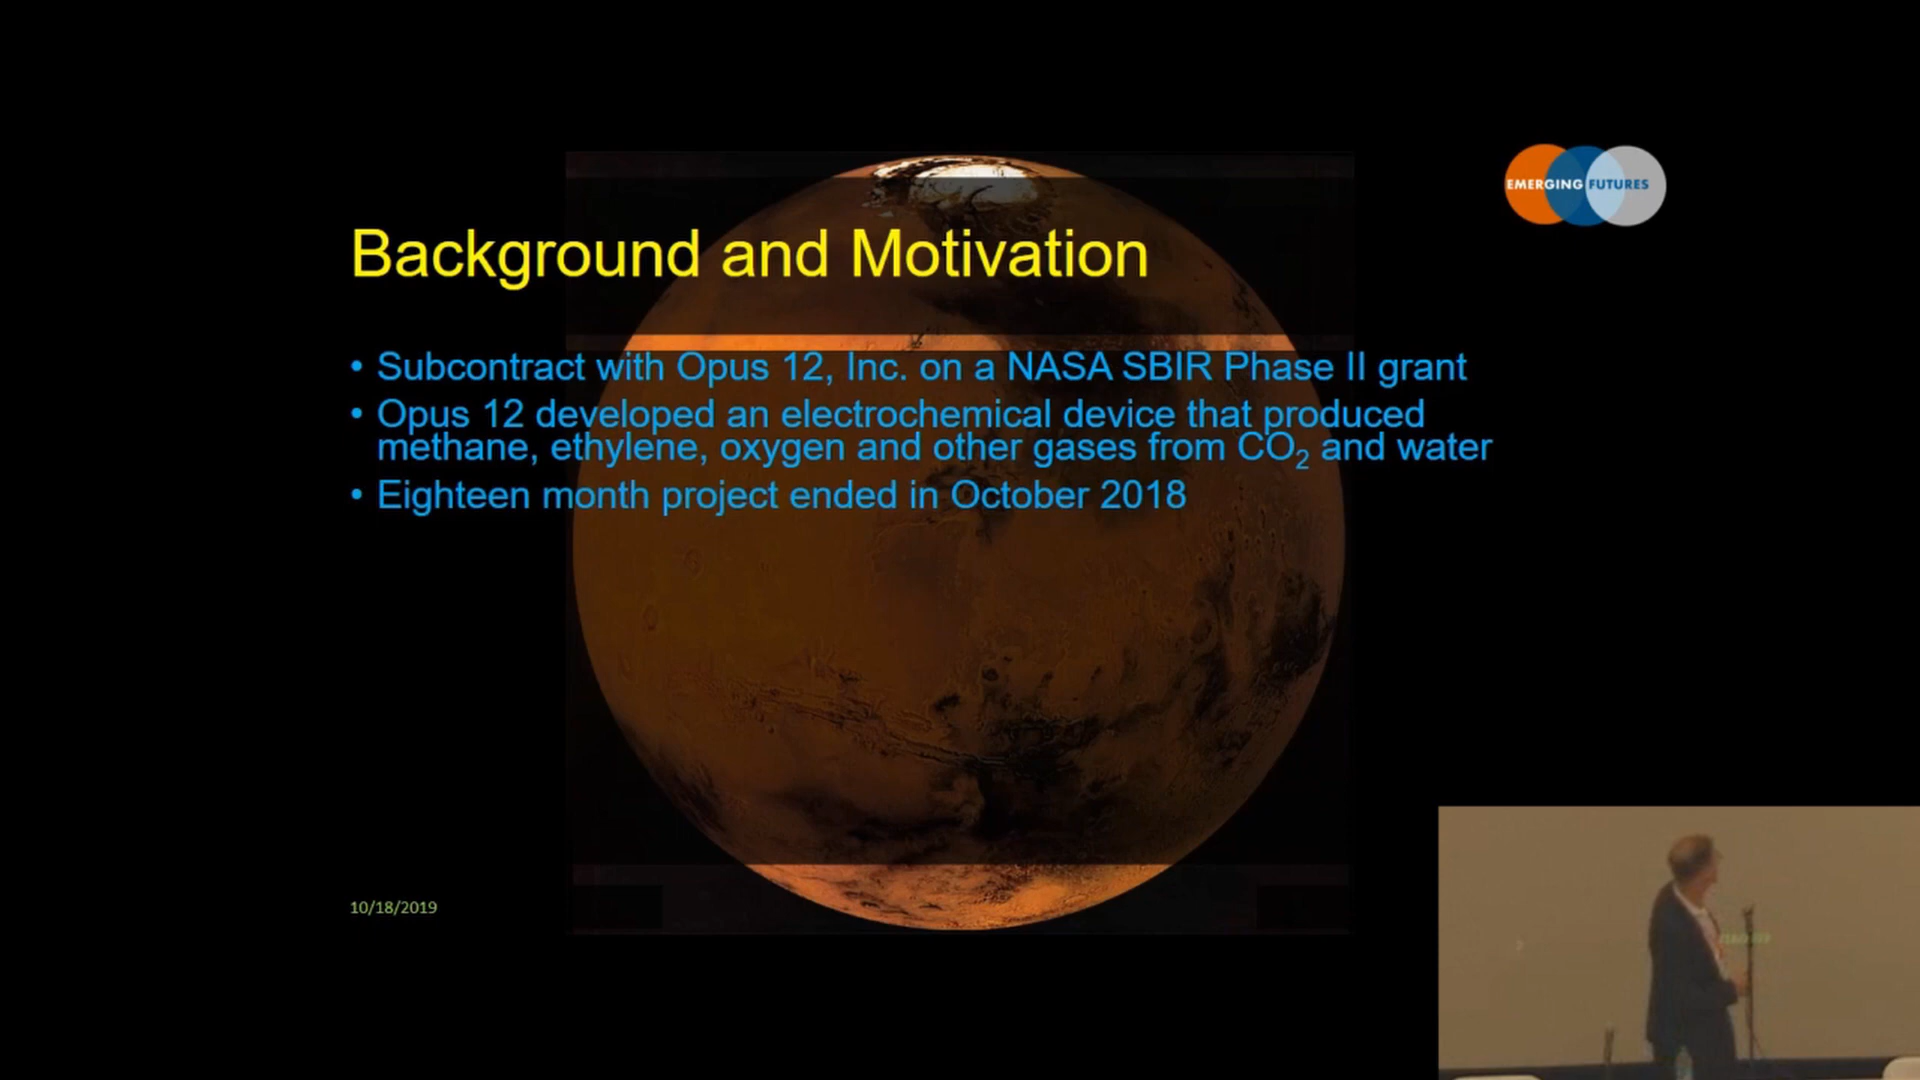 EMERGING FUTURES
Background and Motivation
• Subcontract with Opus 12, Inc. on a NASA SBIR Phase II grant
• Opus 12 developed an electrochemical device that produced
methane, ethylene, oxygen and other gases from CO₂ and water
• Eighteen month project ended in October 2018
10/18/2019